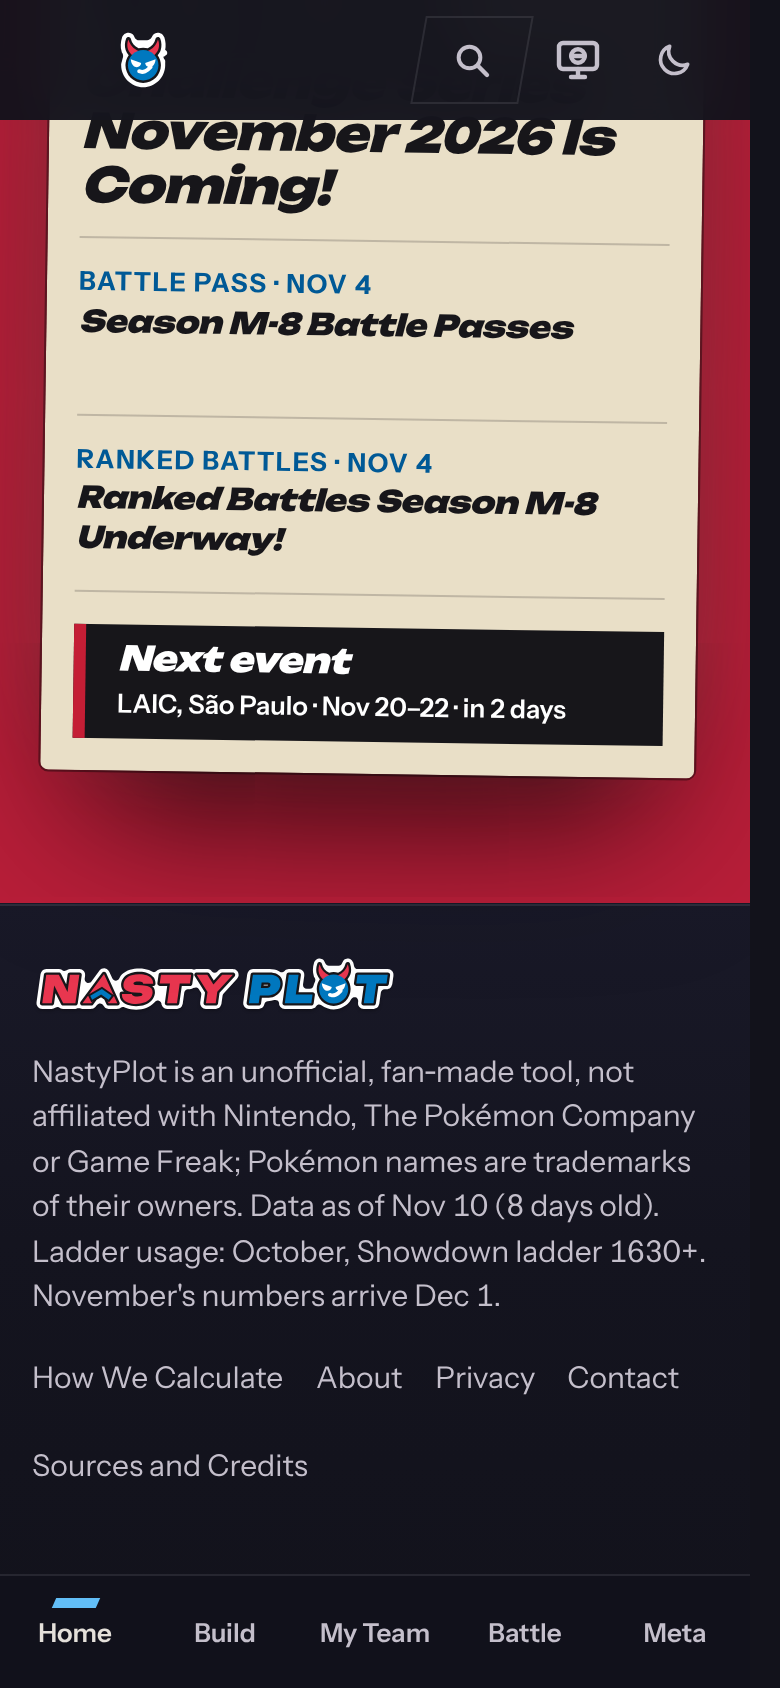 November 2026 Is
Coming!
BATTLE PASS · NOV 4
Season M-8 Battle Passes
RANKED BATTLES · NOV 4
Ranked Battles Season M-8
Underway!
Next event
LAIC, São Paulo · Nov 20–22 · in 2 days
NASTY PLOT
NastyPlot is an unofficial, fan-made tool, not
affiliated with Nintendo, The Pokémon Company
or Game Freak; Pokémon names are trademarks
of their owners. Data as of Nov 10 (8 days old).
Ladder usage: October, Showdown ladder 1630+.
November's numbers arrive Dec 1.
How We Calculate About Privacy Contact
Sources and Credits
Home Build My Team Battle Meta